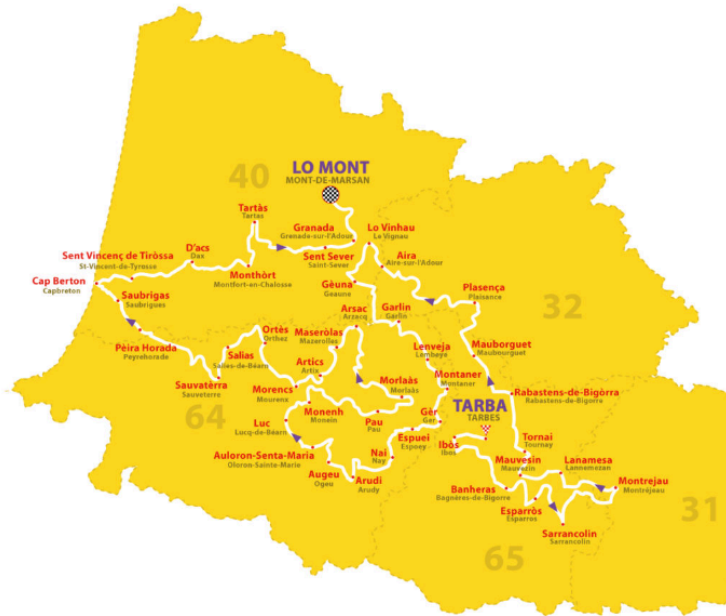 40
LO MONT
MONT-DE-MARSAN
Tartàs
Tartas
Granada
Grenade-sur-l'Adour
Lo Vinhau
Le Vignau
D'acs
Dax
Sent Sever
Saint-Sever
Aira
Aire-sur-l'Adour
Sent Vincenç de Tiròssa
St-Vincent-de-Tyrosse
Monthòrt
Montfort-en-Chalosse
Cap Berton
Capbreton
Gèuna
Geaune
Plasença
Plaisance
32
Saubrigas
Saubrigues
Arsac
Arzacq
Garlin
Garlin
Pèira Horada
Peyrehorade
Ortès
Orthez
Maseròlas
Mazerolles
Mauborguet
Maubourguet
Salias
Salies-de-Béarn
Lenveja
Lembeye
Artics
Artix
Sauvatèrra
Sauveterre
Morencs
Mourenx
Morlaàs
Morlaàs
Montaner
Montaner
Rabastens-de-Bigòrra
Rabastens-de-Bigorre
64
Monenh
Monein
TARBA
TARBES
Luc
Lucq-de-Béarn
Pau
Pau
Gèr
Ger
Espuei
Espoey
Ibòs
Ibos
Tornai
Tournay
Auloron-Senta-Maria
Oloron-Sainte-Marie
Nai
Nay
Mauvesin
Mauvezin
Lanamesa
Lannemezan
Augeu
Ogeu
Arudi
Arudy
Banheras
Bagnères-de-Bigorre
Montrejau
Montréjeau
Esparròs
Esparros
31
Sarrancolin
Sarrancolin
65